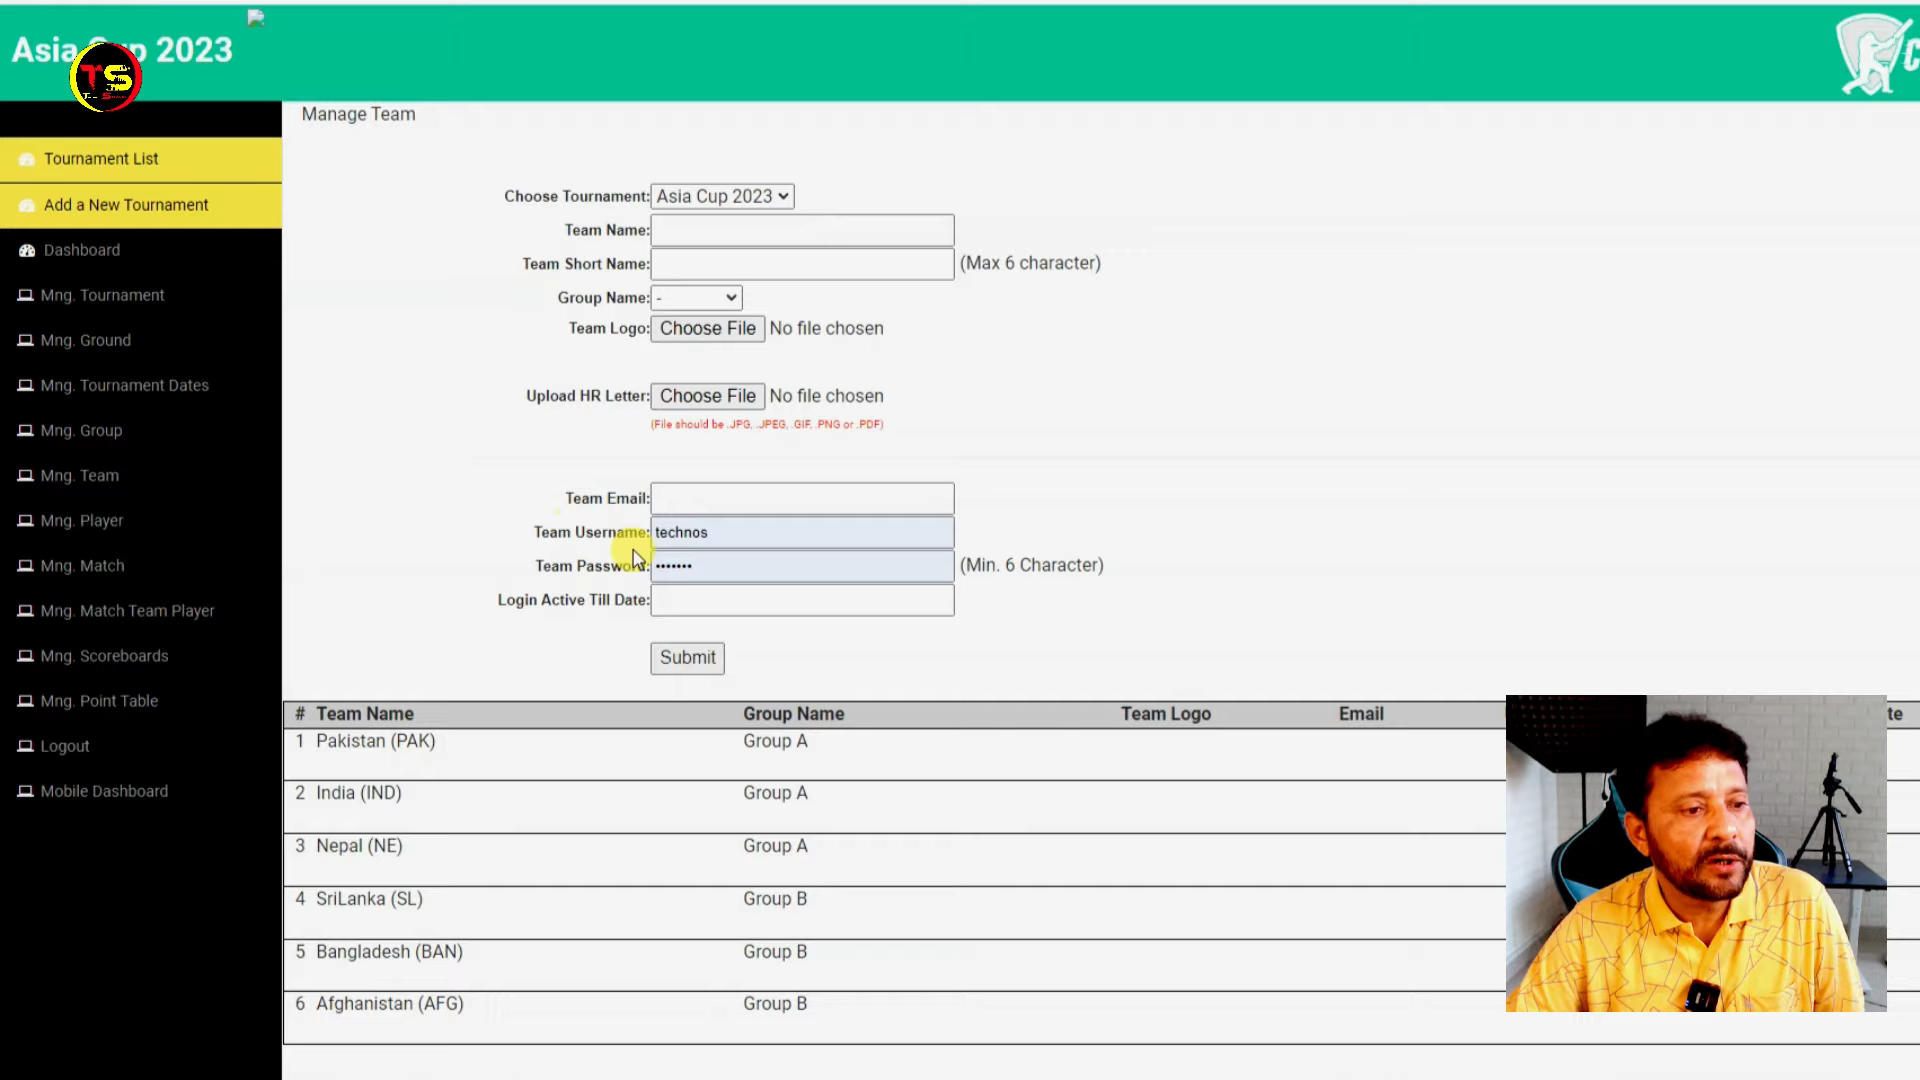 Asia Cup 2023
TS
C
Manage Team
Tournament List
Add a New Tournament
Dashboard
Mng. Tournament
Mng. Ground
Mng. Tournament Dates
Mng. Group
Mng. Team
Mng. Player
Mng. Match
Mng. Match Team Player
Mng. Scoreboards
Mng. Point Table
Logout
Mobile Dashboard
Choose Tournament: Asia Cup 2023
Team Name:
Team Short Name: (Max 6 character)
Group Name: -
Team Logo: Choose File No file chosen
Upload HR Letter: Choose File No file chosen
(File should be .JPG, .JPEG, .GIF, .PNG or .PDF)
Team Email:
Team Username: technos
Team Password: ••••••• (Min. 6 Character)
Login Active Till Date:
Submit
# Team Name Group Name Team Logo Email te
1 Pakistan (PAK) Group A
2 India (IND) Group A
3 Nepal (NE) Group A
4 SriLanka (SL) Group B
5 Bangladesh (BAN) Group B
6 Afghanistan (AFG) Group B